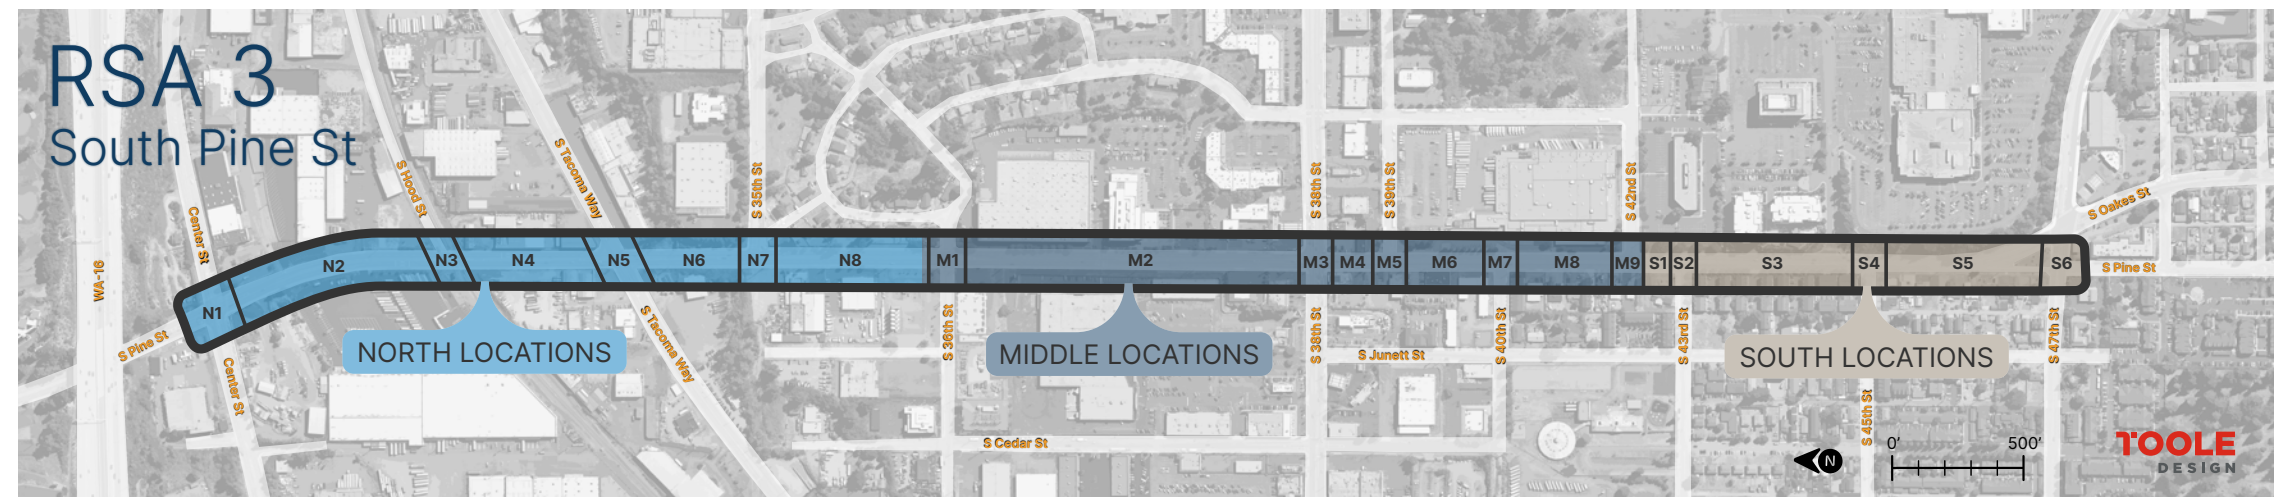 RSA 3
South Pine St
WA-16
S Pine St
Center St
Center St
S Hood St
S Tacoma Way
S Tacoma Way
S 35th St
S 36th St
S 38th St
S 38th St
S 39th St
S 40th St
S 42nd St
S 43rd St
S 45th St
S 47th St
S Oakes St
S Pine St
S Junett St
S Cedar St
N1
N2
N3
N4
N5
N6
N7
N8
M1
M2
M3
M4
M5
M6
M7
M8
M9
S1
S2
S3
S4
S5
S6
NORTH LOCATIONS
MIDDLE LOCATIONS
SOUTH LOCATIONS
N
0’
500’
TOOLE
DESIGN